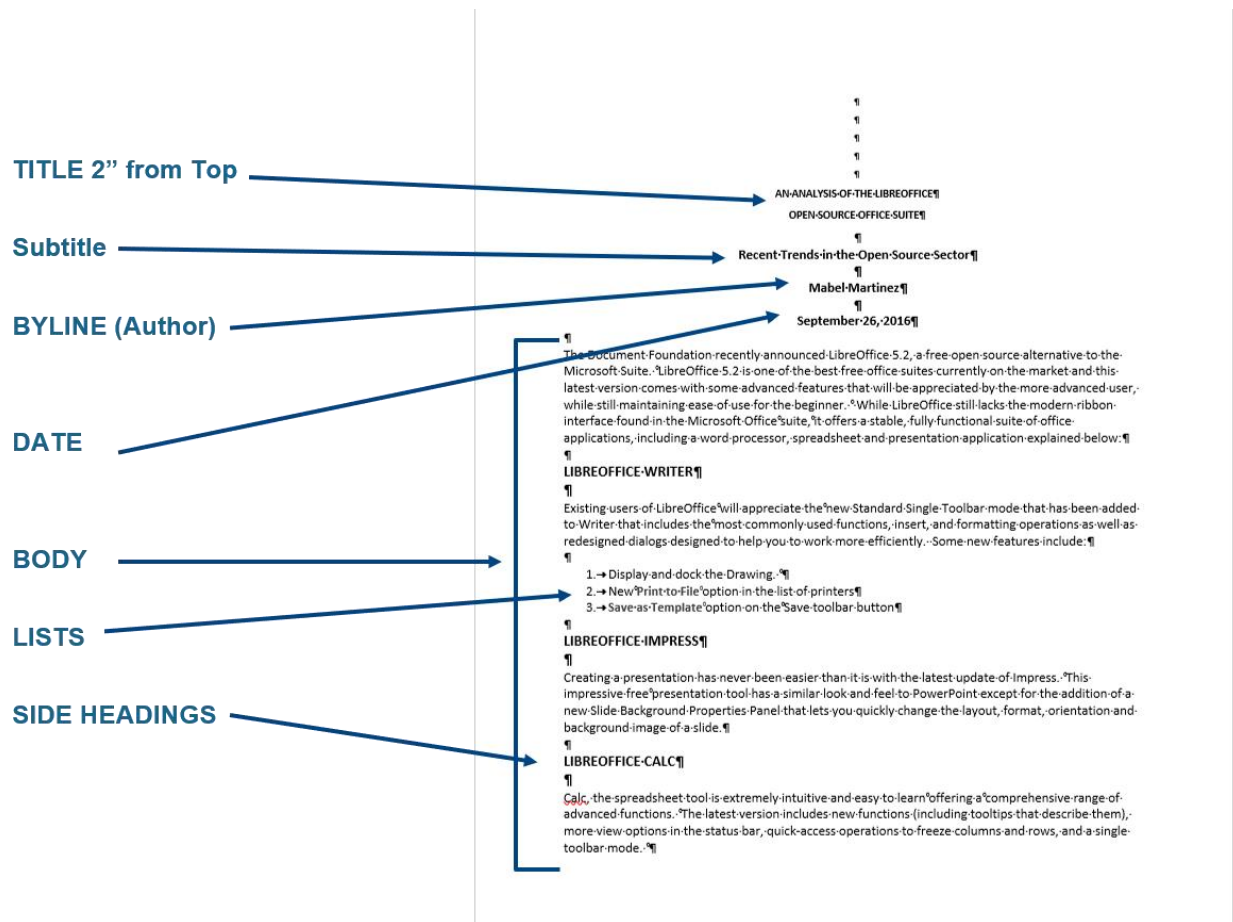 TITLE 2” from Top
Subtitle
BYLINE (Author)
DATE
BODY
LISTS
SIDE HEADINGS
¶
¶
¶
¶
¶
AN·ANALYSIS·OF·THE·LIBREOFFICE¶
OPEN·SOURCE·OFFICE·SUITE¶
¶
Recent·Trends·in·the·Open·Source·Sector¶
¶
Mabel·Martinez¶
¶
September·26,·2016¶
¶
The·Document·Foundation·recently·announced·LibreOffice·5.2,·a·free·open·source·alternative·to·the·
Microsoft·Suite.·°LibreOffice·5.2·is·one·of·the·best·free·office·suites·currently·on·the·market·and·this·
latest·version·comes·with·some·advanced·features·that·will·be·appreciated·by·the·more·advanced·user,·
while·still·maintaining·ease·of·use·for·the·beginner.·°·While·LibreOffice·still·lacks·the·modern·ribbon·
interface·found·in·the·Microsoft·Office°suite,°it·offers·a·stable,·fully·functional·suite·of·office·
applications,·including·a·word·processor,·spreadsheet·and·presentation·application·explained·below:¶
¶
LIBREOFFICE·WRITER¶
¶
Existing·users·of·LibreOffice°will·appreciate·the°new·Standard·Single·Toolbar·mode·that·has·been·added·
to·Writer·that·includes·the°most·commonly·used·functions,·insert,·and·formatting·operations·as·well·as·
redesigned·dialogs·designed·to·help·you·to·work·more·efficiently.··Some·new·features·include:¶
¶
1.→Display·and·dock·the·Drawing.·°¶
2.→New°Print·to·File°option·in·the·list·of·printers¶
3.→Save·as·Template°option·on·the°Save·toolbar·button¶
¶
LIBREOFFICE·IMPRESS¶
¶
Creating·a·presentation·has·never·been·easier·than·it·is·with·the·latest·update·of·Impress.·°This·
impressive·free°presentation·tool·has·a·similar·look·and·feel·to·PowerPoint·except·for·the·addition·of·a·
new·Slide·Background·Properties·Panel·that·lets·you·quickly·change·the·layout,·format,·orientation·and·
background·image·of·a·slide.¶
¶
LIBREOFFICE·CALC¶
¶
Calc,·the·spreadsheet·tool·is·extremely·intuitive·and·easy·to·learn°offering·a°comprehensive·range·of·
advanced·functions.·°The·latest·version·includes·new·functions·(including·tooltips·that·describe·them),·
more·view·options·in·the·status·bar,·quick-access·operations·to·freeze·columns·and·rows,·and·a·single·
toolbar·mode.·°¶